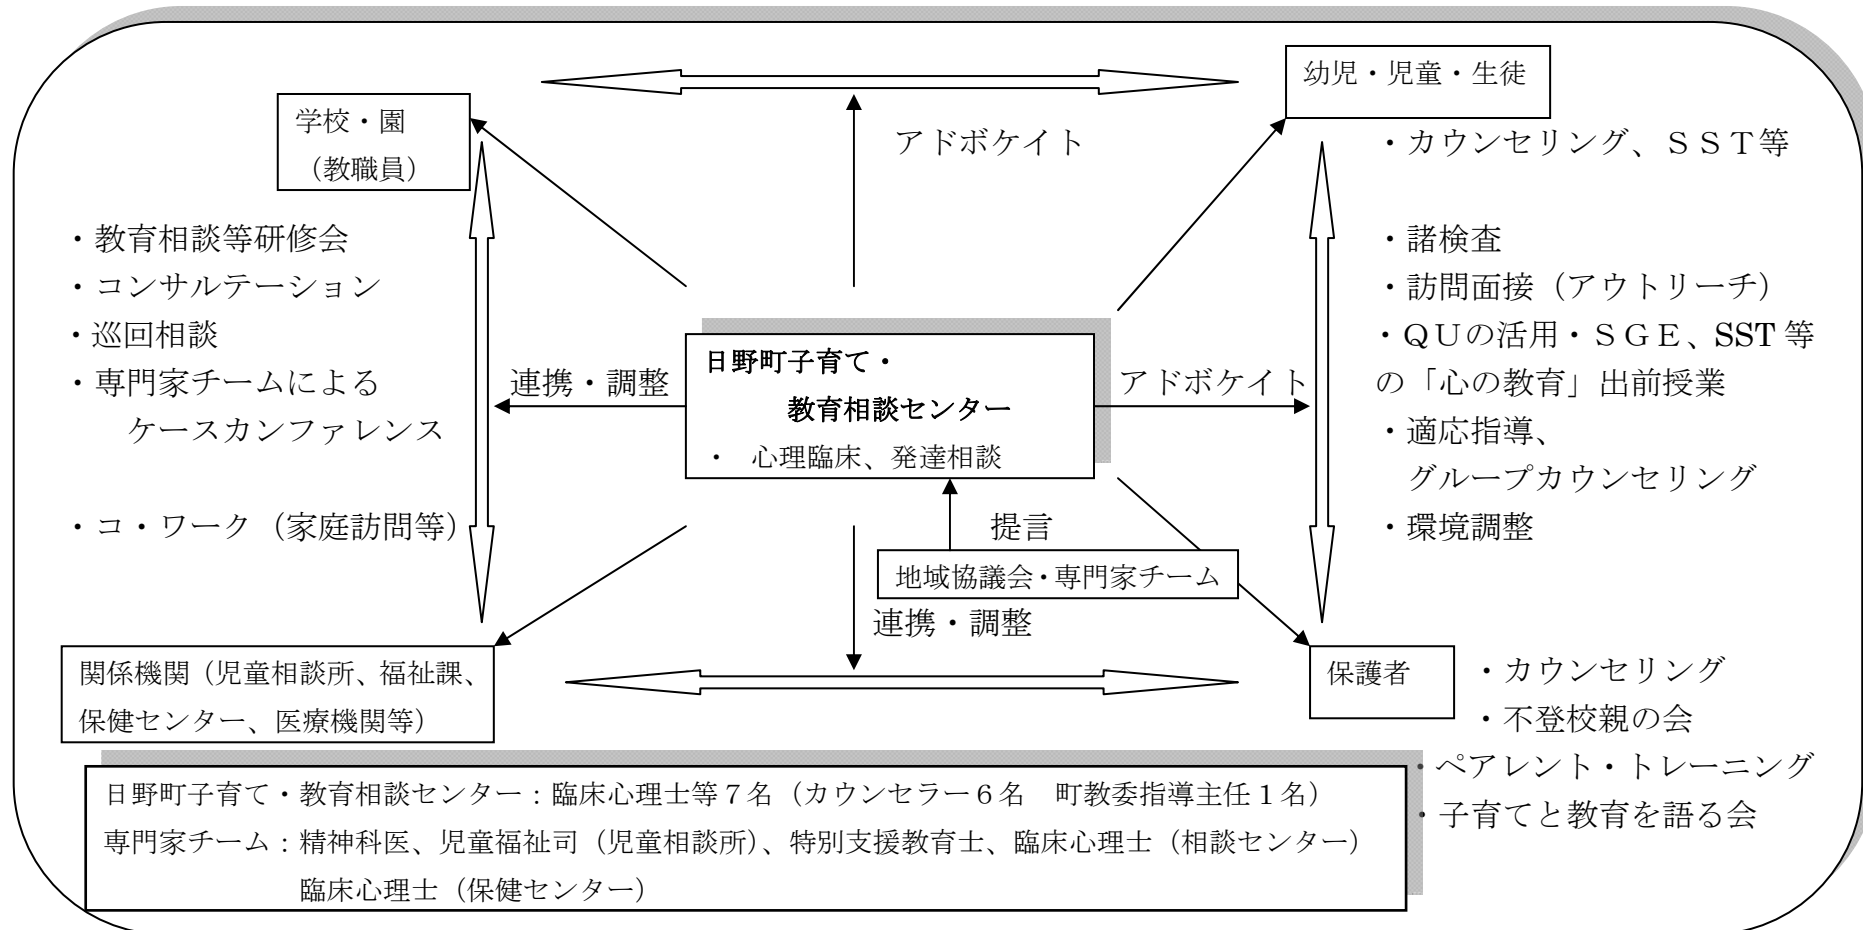 幼児・児童・生徒
学校・園
(教職員)
アドボケイト
・カウンセリング、ＳＳＴ等
・教育相談等研修会
・コンサルテーション
・巡回相談
・専門家チームによる
ケースカンファレンス
・コ・ワーク（家庭訪問等）
・諸検査
・訪問面接（アウトリーチ）
・ＱＵの活用・ＳＧＥ、SST 等
の「心の教育」出前授業
・適応指導、
グループカウンセリング
・環境調整
連携・調整
日野町子育て・
教育相談センター
・ 心理臨床、発達相談
アドボケイト
提言
地域協議会・専門家チーム
連携・調整
関係機関（児童相談所、福祉課、
保健センター、医療機関等）
保護者
・カウンセリング
・不登校親の会
・ペアレント・トレーニング
・子育てと教育を語る会
日野町子育て・教育相談センター：臨床心理士等７名（カウンセラー６名　町教委指導主任１名）
専門家チーム：精神科医、児童福祉司（児童相談所）、特別支援教育士、臨床心理士（相談センター）
臨床心理士（保健センター）